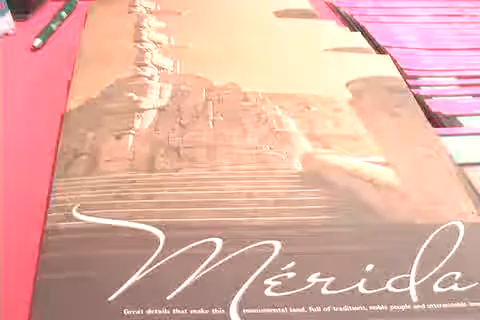 Mérida
Great details that make this monumental land, full of traditions, noble people and